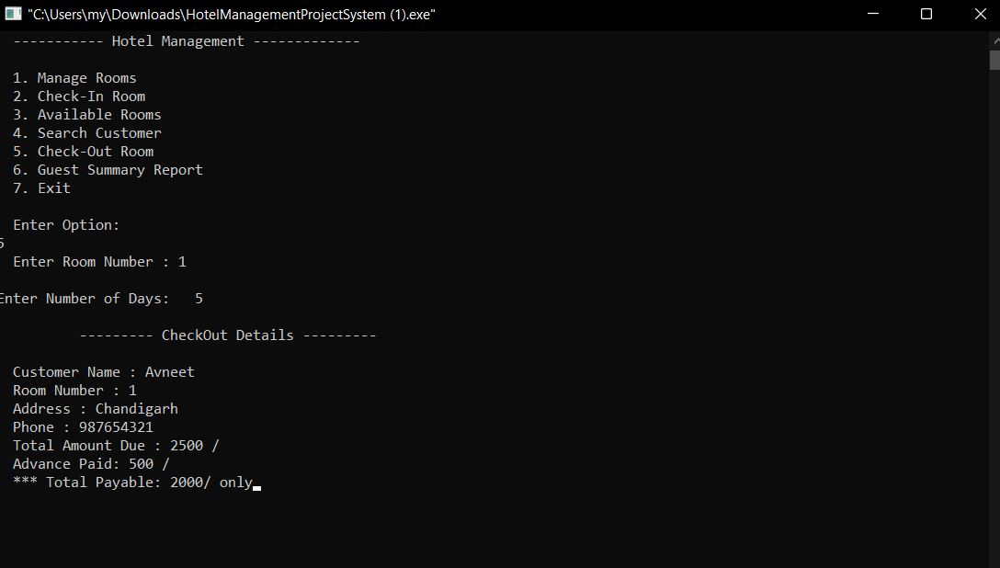 "C:\Users\my\Downloads\HotelManagementProjectSystem (1).exe"
----------- Hotel Management -------------
1. Manage Rooms
2. Check-In Room
3. Available Rooms
4. Search Customer
5. Check-Out Room
6. Guest Summary Report
7. Exit
Enter Option:
5
Enter Room Number : 1
Enter Number of Days:   5
--------- CheckOut Details ---------
Customer Name : Avneet
Room Number : 1
Address : Chandigarh
Phone : 987654321
Total Amount Due : 2500 /
Advance Paid: 500 /
*** Total Payable: 2000/ only